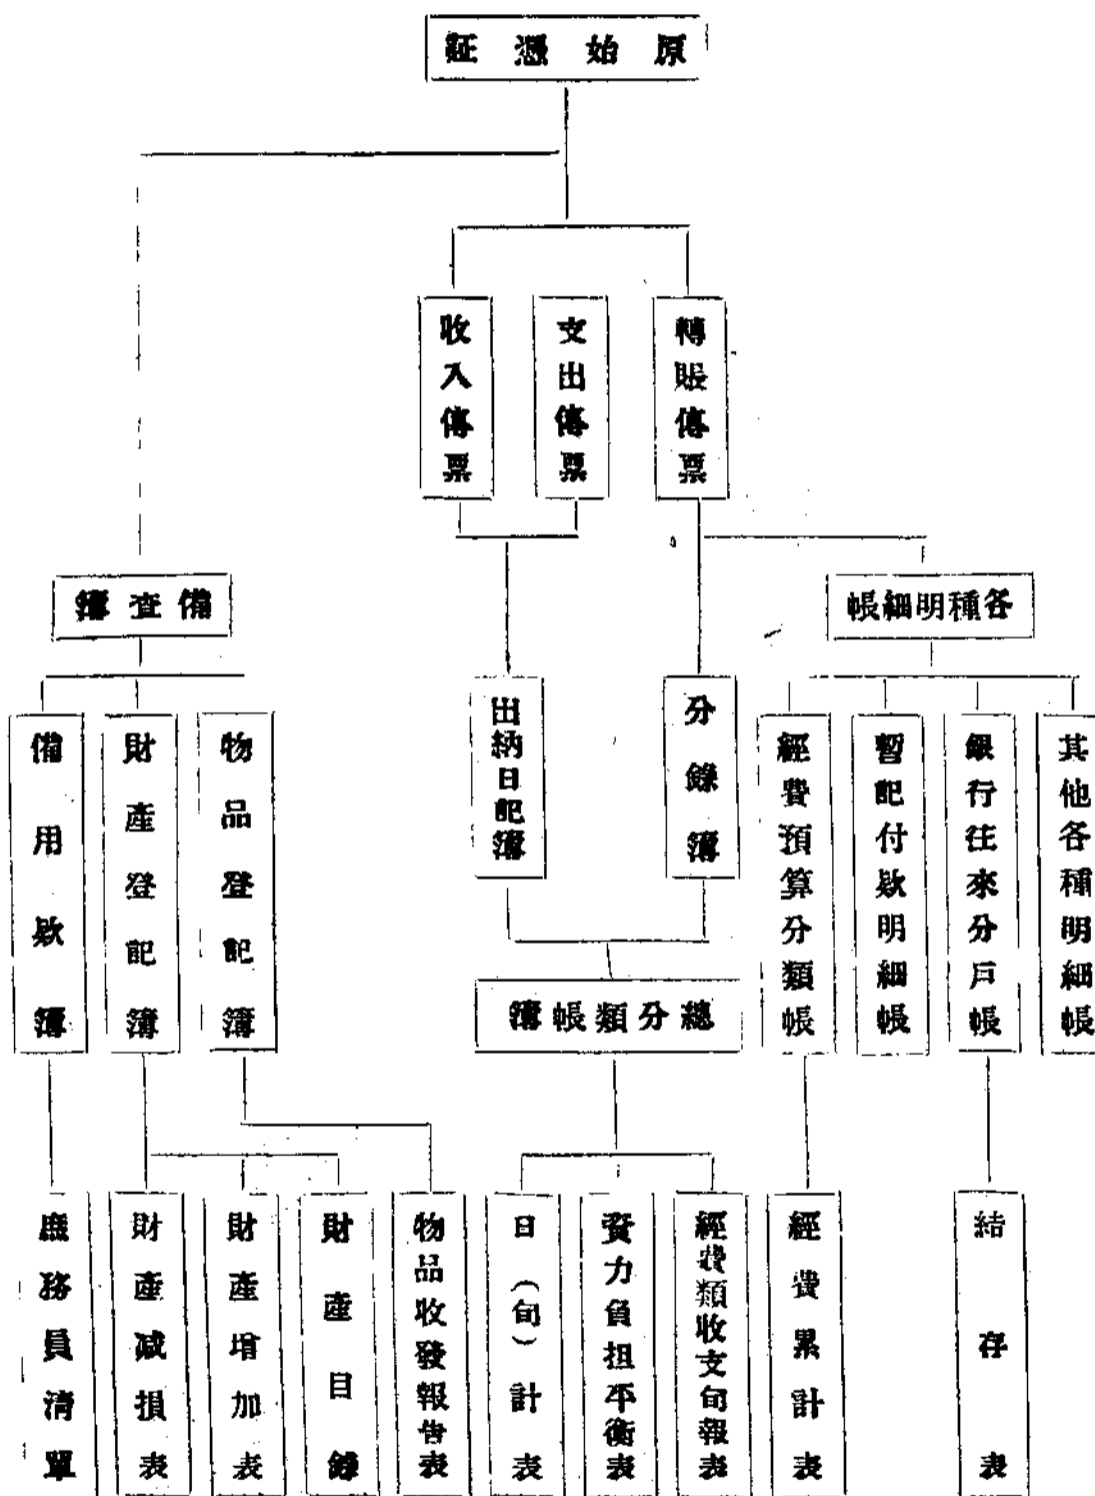 原始憑証
收入傳票
支出傳票
轉賬傳票
備查簿
各種明細帳
備用欵簿
財產登記簿
物品登記簿
出納日記簿
分錄簿
經費預算分類帳
暫記付欵明細帳
銀行往來分戶帳
其他各種明細帳
總分類帳簿
庶務員清單
財產減損表
財產增加表
財產目錄
物品收發報告表
日(旬)計表
資力負担平衡表
經費類收支旬報表
經費累計表
結存表